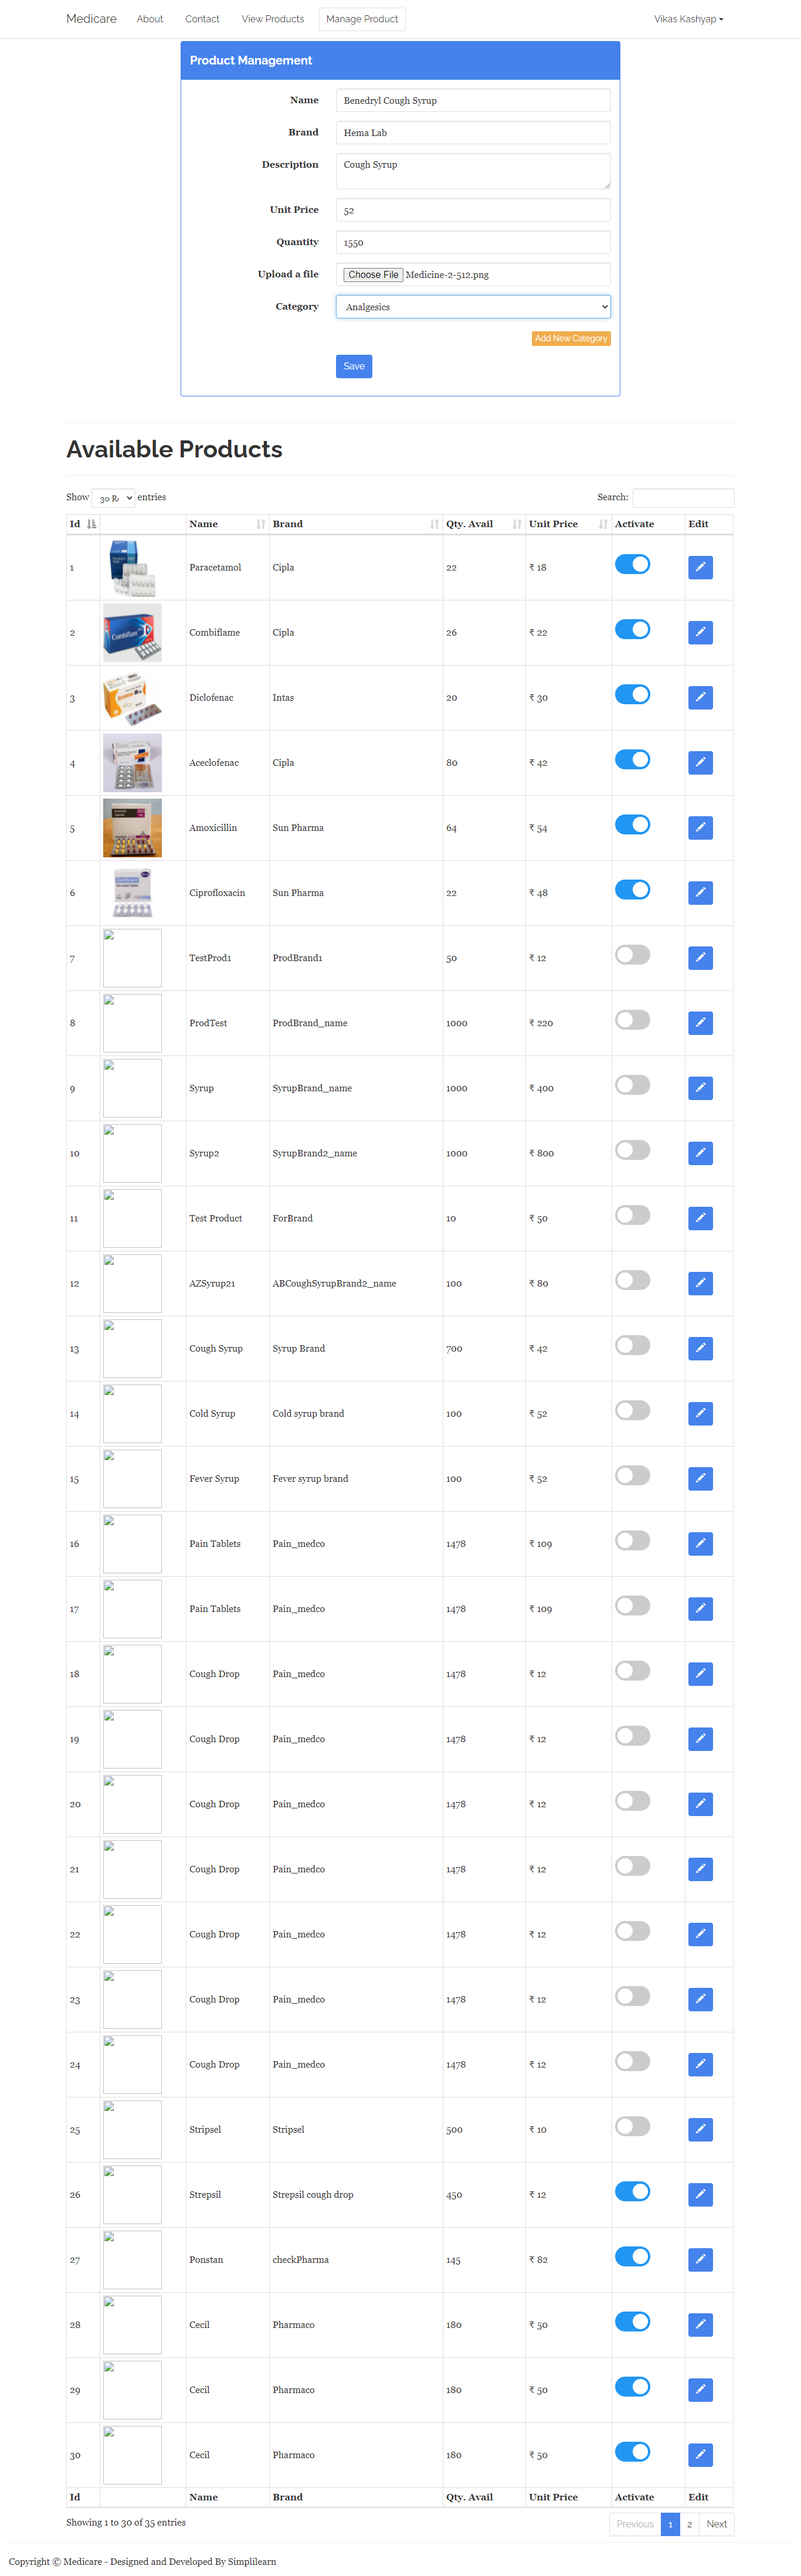 Medicare About Contact View Products Manage Product Vikas Kashyap
Product Management
Name Benedryl Cough Syrup
Brand Hema Lab
Description Cough Syrup
Unit Price 52
Quantity 1550
Upload a file Choose File Medicine-2-512.png
Category Analgesics
Add New Category
Save
Available Products
Show 30 R entries Search:
Id Name Brand Qty. Avail Unit Price Activate Edit
1 Paracetamol Cipla 22 ₹ 18
2 Combiflame Cipla 26 ₹ 22
3 Diclofenac Intas 20 ₹ 30
4 Aceclofenac Cipla 80 ₹ 42
5 Amoxicillin Sun Pharma 64 ₹ 54
6 Ciprofloxacin Sun Pharma 22 ₹ 48
7 TestProd1 ProdBrand1 50 ₹ 12
8 ProdTest ProdBrand_name 1000 ₹ 220
9 Syrup SyrupBrand_name 1000 ₹ 400
10 Syrup2 SyrupBrand2_name 1000 ₹ 800
11 Test Product ForBrand 10 ₹ 50
12 AZSyrup21 ABCoughSyrupBrand2_name 100 ₹ 80
13 Cough Syrup Syrup Brand 700 ₹ 42
14 Cold Syrup Cold syrup brand 100 ₹ 52
15 Fever Syrup Fever syrup brand 100 ₹ 52
16 Pain Tablets Pain_medco 1478 ₹ 109
17 Pain Tablets Pain_medco 1478 ₹ 109
18 Cough Drop Pain_medco 1478 ₹ 12
19 Cough Drop Pain_medco 1478 ₹ 12
20 Cough Drop Pain_medco 1478 ₹ 12
21 Cough Drop Pain_medco 1478 ₹ 12
22 Cough Drop Pain_medco 1478 ₹ 12
23 Cough Drop Pain_medco 1478 ₹ 12
24 Cough Drop Pain_medco 1478 ₹ 12
25 Stripsel Stripsel 500 ₹ 10
26 Strepsil Strepsil cough drop 450 ₹ 12
27 Ponstan checkPharma 145 ₹ 82
28 Cecil Pharmaco 180 ₹ 50
29 Cecil Pharmaco 180 ₹ 50
30 Cecil Pharmaco 180 ₹ 50
Id Name Brand Qty. Avail Unit Price Activate Edit
Showing 1 to 30 of 35 entries Previous 1 2 Next
Copyright © Medicare - Designed and Developed By Simplilearn